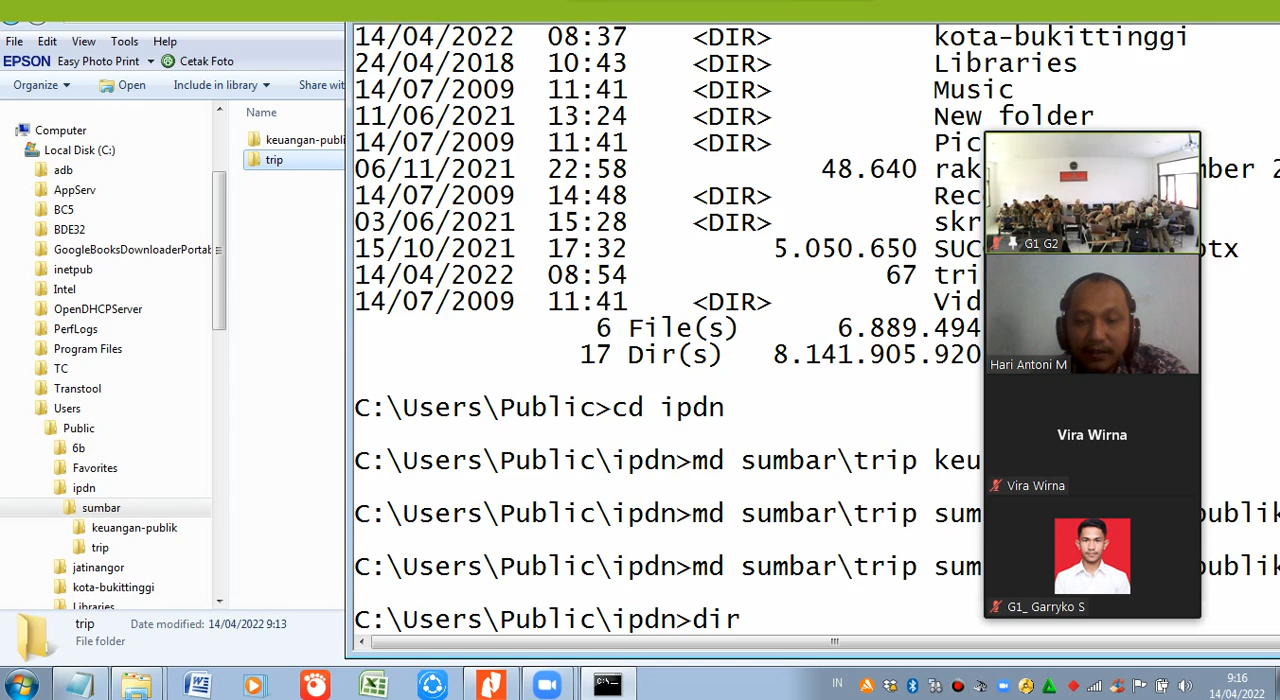 File Edit View Tools Help
EPSON Easy Photo Print Cetak Foto
Organize Open Include in library Share wit
Computer
Local Disk (C:)
adb
AppServ
BC5
BDE32
GoogleBooksDownloaderPortab
inetpub
Intel
OpenDHCPServer
PerfLogs
Program Files
TC
Transtool
Users
Public
6b
Favorites
ipdn
sumbar
keuangan-publik
trip
jatinangor
kota-bukittinggi
Libraries
Name
keuangan-publi
trip
trip Date modified: 14/04/2022 9:13
File folder
14/04/2022 08:37 <DIR> kota-bukittinggi
24/04/2018 10:43 <DIR> Libraries
14/07/2009 11:41 <DIR> Music
11/06/2021 13:24 <DIR> New folder
14/07/2009 11:41 <DIR> Pic
06/11/2021 22:58 48.640 rak mber 2
14/07/2009 14:48 <DIR> Rec
03/06/2021 15:28 <DIR> skr
15/10/2021 17:32 5.050.650 SUC tx
14/04/2022 08:54 67 tri
14/07/2009 11:41 <DIR> Vid
6 File(s) 6.889.494
17 Dir(s) 8.141.905.920
C:\Users\Public>cd ipdn
C:\Users\Public\ipdn>md sumbar\trip keu
C:\Users\Public\ipdn>md sumbar\trip sum publik
C:\Users\Public\ipdn>md sumbar\trip sum publik
C:\Users\Public\ipdn>dir
G1 G2
Hari Antoni M
Vira Wirna
Vira Wirna
G1_ Garryko S
IN
9:16
14/04/2022